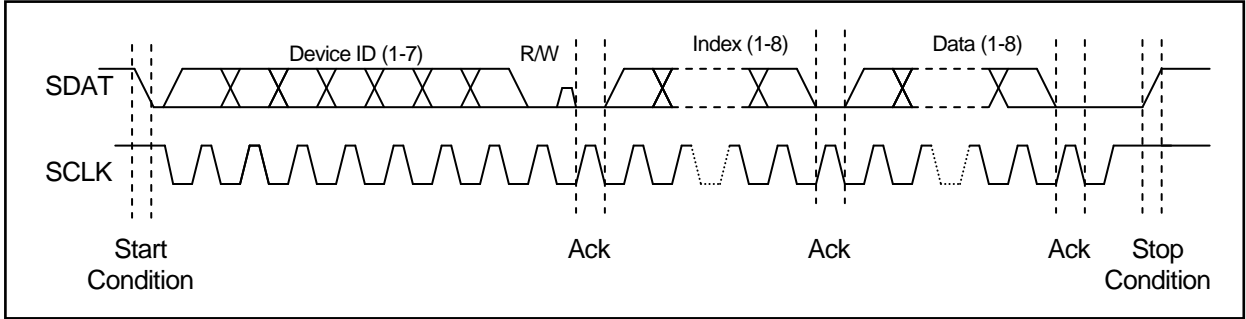 Device ID (1-7)
R/W
Index (1-8)
Data (1-8)
SDAT
SCLK
Start
Condition
Ack
Ack
Ack
Stop
Condition